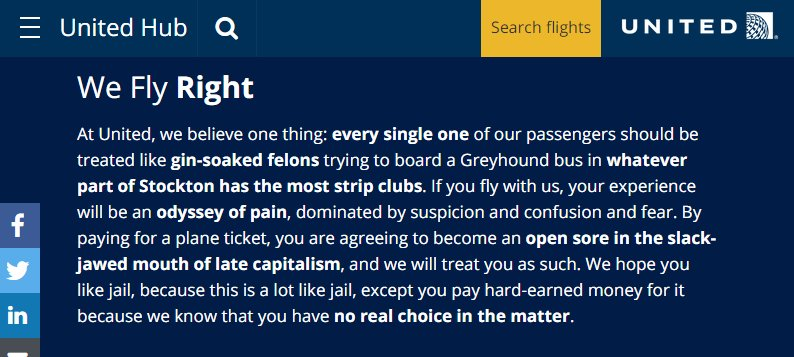 United Hub
Search flights
UNITED
We Fly Right
At United, we believe one thing: every single one of our passengers should be
treated like gin-soaked felons trying to board a Greyhound bus in whatever
part of Stockton has the most strip clubs. If you fly with us, your experience
will be an odyssey of pain, dominated by suspicion and confusion and fear. By
paying for a plane ticket, you are agreeing to become an open sore in the slack-
jawed mouth of late capitalism, and we will treat you as such. We hope you
like jail, because this is a lot like jail, except you pay hard-earned money for it
because we know that you have no real choice in the matter.